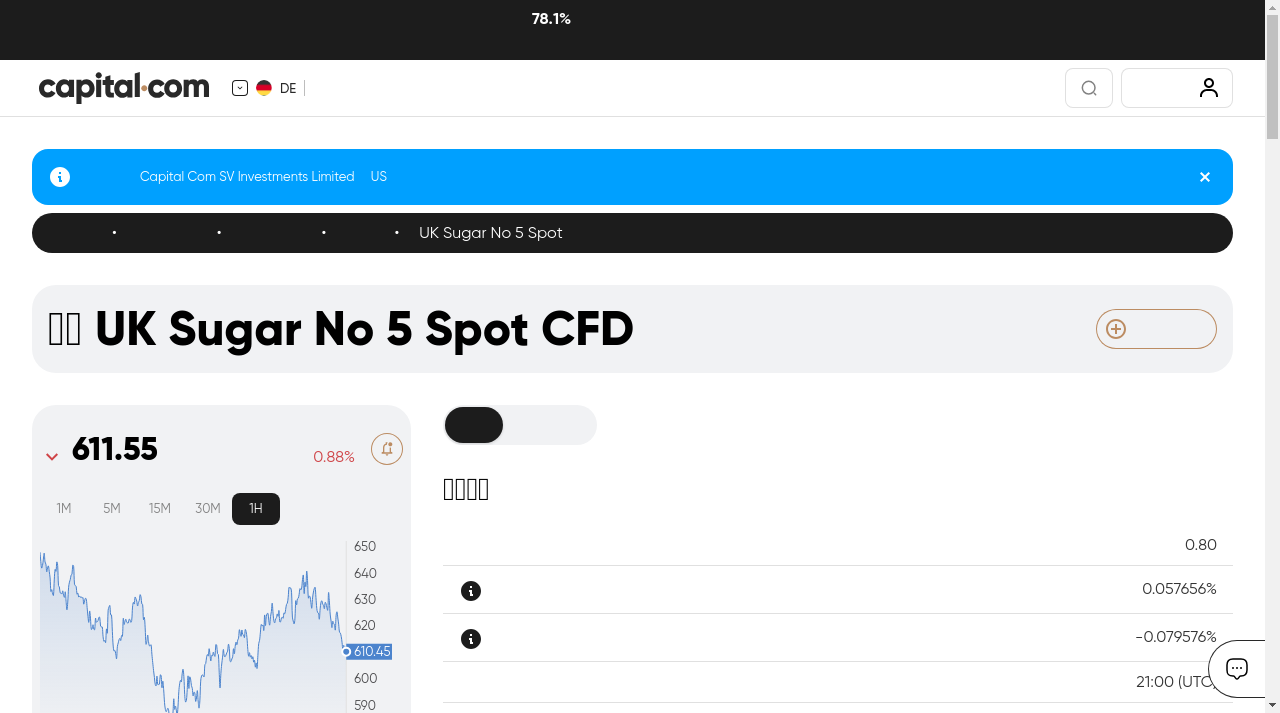 78.1%
capital.com
DE
Capital Com SV Investments Limited US
UK Sugar No 5 Spot
UK Sugar No 5 Spot CFD
611.55
0.88%
1M 5M 15M 30M 1H
650
640
630
620
610.45
600
590
0.80
0.057656%
-0.079576%
21:00 (UTC)